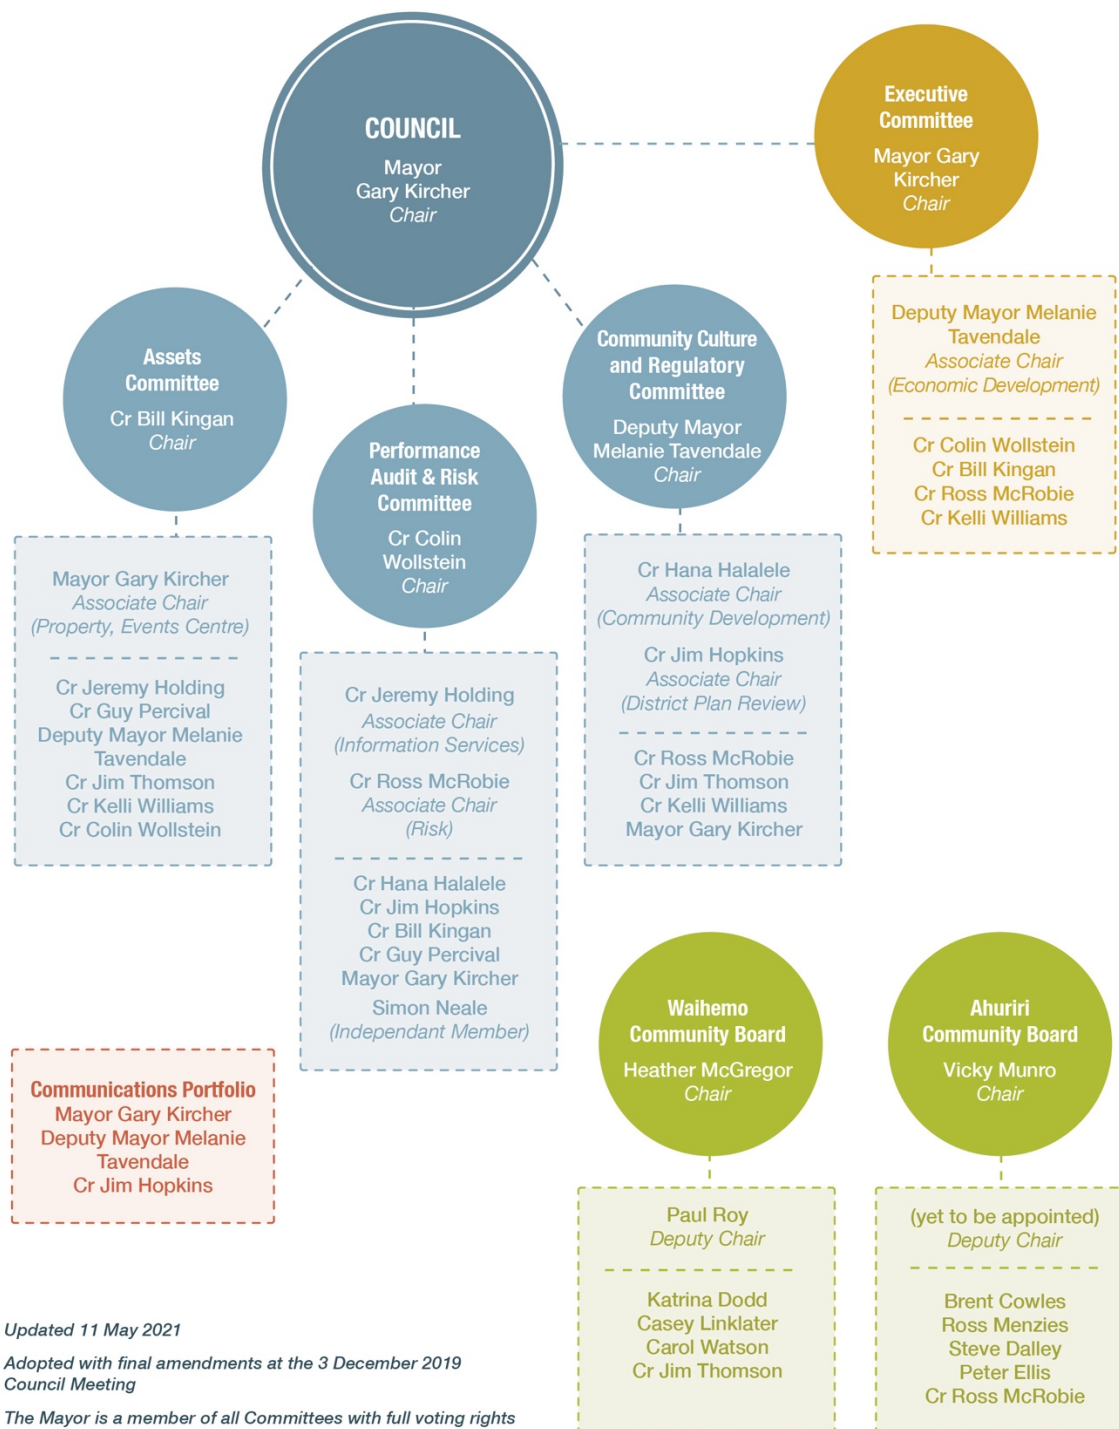 COUNCIL
Mayor
Gary Kircher
Chair
Executive
Committee
Mayor Gary
Kircher
Chair
Deputy Mayor Melanie
Tavendale
Associate Chair
(Economic Development)
Cr Colin Wollstein
Cr Bill Kingan
Cr Ross McRobie
Cr Kelli Williams
Assets
Committee
Cr Bill Kingan
Chair
Mayor Gary Kircher
Associate Chair
(Property, Events Centre)
Cr Jeremy Holding
Cr Guy Percival
Deputy Mayor Melanie
Tavendale
Cr Jim Thomson
Cr Kelli Williams
Cr Colin Wollstein
Performance
Audit & Risk
Committee
Cr Colin
Wollstein
Chair
Cr Jeremy Holding
Associate Chair
(Information Services)
Cr Ross McRobie
Associate Chair
(Risk)
Cr Hana Halalele
Cr Jim Hopkins
Cr Bill Kingan
Cr Guy Percival
Mayor Gary Kircher
Simon Neale
(Independant Member)
Community Culture
and Regulatory
Committee
Deputy Mayor
Melanie Tavendale
Chair
Cr Hana Halalele
Associate Chair
(Community Development)
Cr Jim Hopkins
Associate Chair
(District Plan Review)
Cr Ross McRobie
Cr Jim Thomson
Cr Kelli Williams
Mayor Gary Kircher
Communications Portfolio
Mayor Gary Kircher
Deputy Mayor Melanie
Tavendale
Cr Jim Hopkins
Waihemo
Community Board
Heather McGregor
Chair
Paul Roy
Deputy Chair
Katrina Dodd
Casey Linklater
Carol Watson
Cr Jim Thomson
Ahuriri
Community Board
Vicky Munro
Chair
(yet to be appointed)
Deputy Chair
Brent Cowles
Ross Menzies
Steve Dalley
Peter Ellis
Cr Ross McRobie
Updated 11 May 2021
Adopted with final amendments at the 3 December 2019
Council Meeting
The Mayor is a member of all Committees with full voting rights